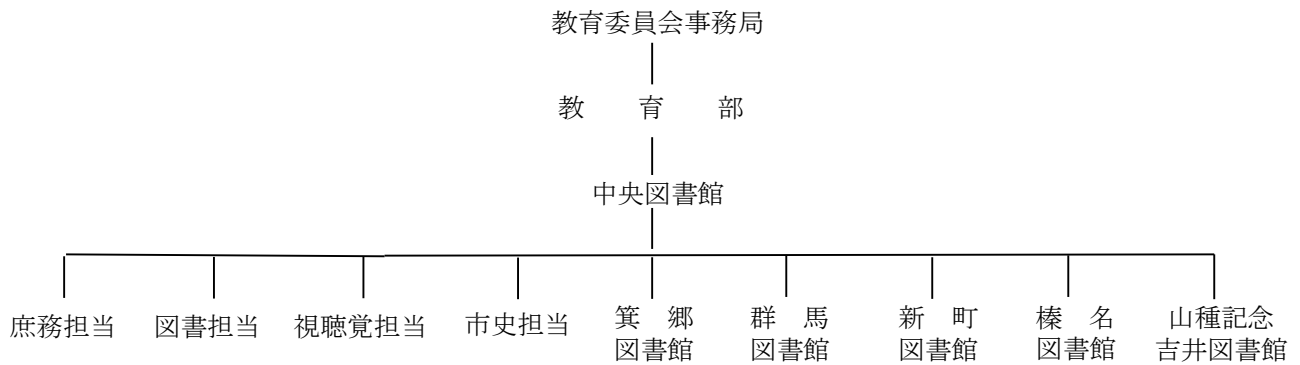 教育委員会事務局
教　育　部
中央図書館
庶務担当
図書担当
視聴覚担当
市史担当
箕　郷
図書館
群　馬
図書館
新　町
図書館
榛　名
図書館
山種記念
吉井図書館